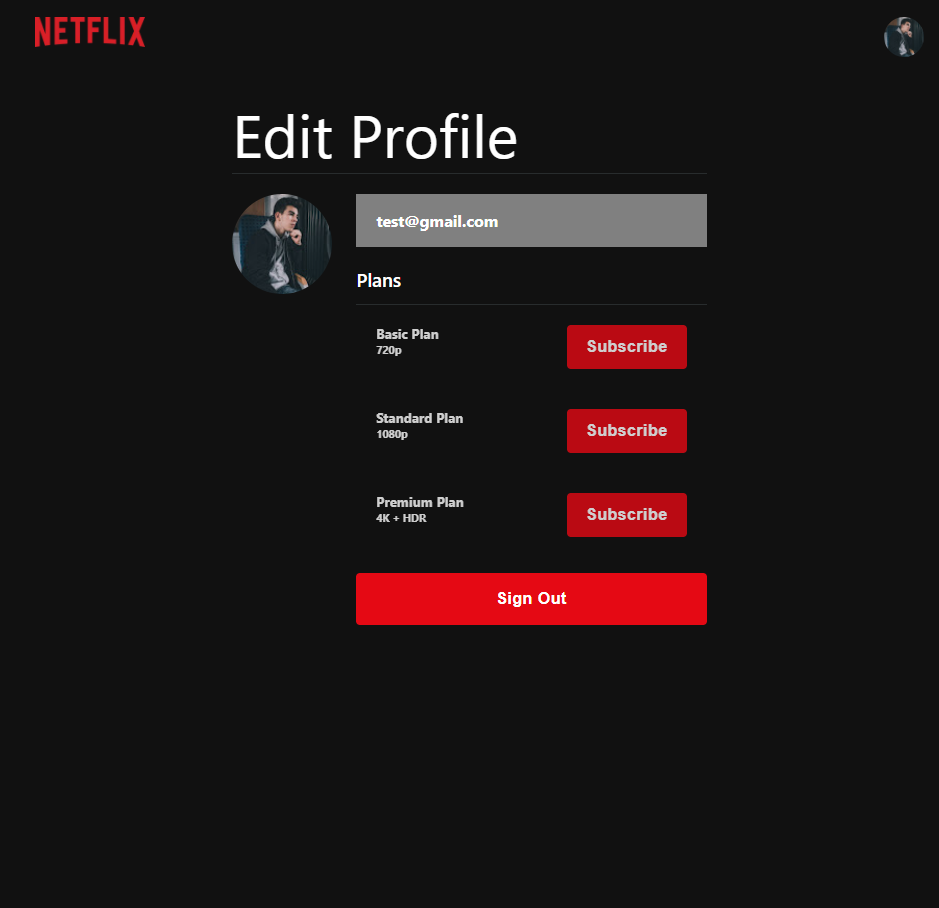 NETFLIX
Edit Profile
test@gmail.com
Plans
Basic Plan
720p
Subscribe
Standard Plan
1080p
Subscribe
Premium Plan
4K + HDR
Subscribe
Sign Out